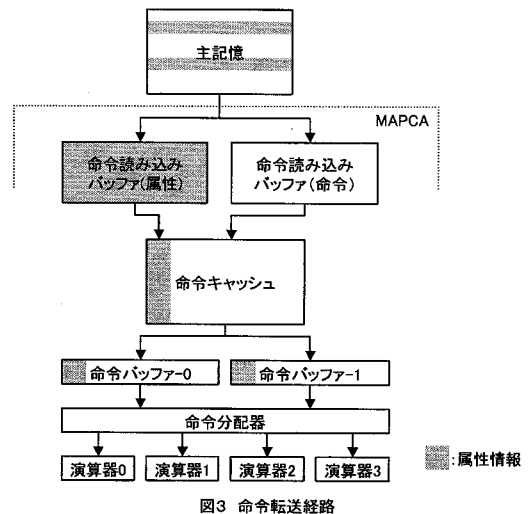 主記憶
MAPCA
命令読み込み
バッファ(属性)
命令読み込み
バッファ(命令)
命令キャッシュ
命令バッファ-0
命令バッファ-1
命令分配器
演算器0
演算器1
演算器2
演算器3
:属性情報
図3 命令転送経路